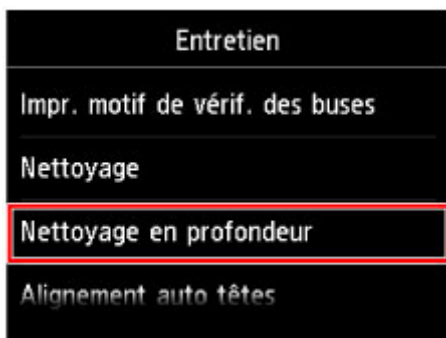 Entretien
Impr. motif de vérif. des buses
Nettoyage
Nettoyage en profondeur
Alignement auto têtes